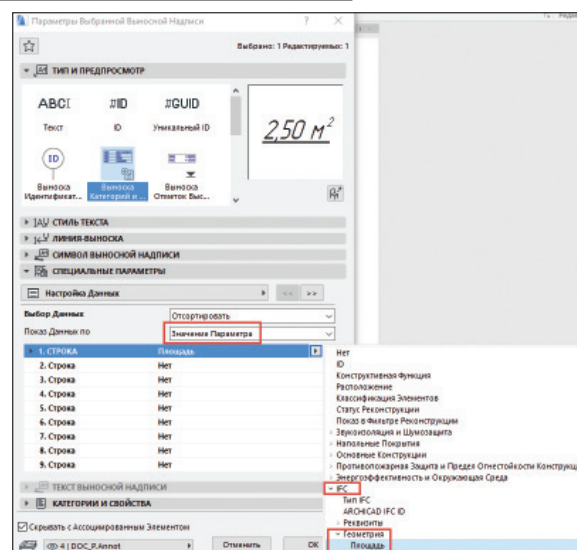 Параметры Выбранной Выносной Надписи
Выбрано: 1 Редактируемых: 1
ТИП И ПРЕДПРОСМОТР
ABCI
Текст
#ID
ID
#GUID
Уникальный ID
ID
Выноска
Идентификат...
Выноска
Категорий и ...
Выноска
Отметок Выс...
2,50 м²
СТИЛЬ ТЕКСТА
ЛИНИЯ-ВЫНОСКА
СИМВОЛ ВЫНОСНОЙ НАДПИСИ
СПЕЦИАЛЬНЫЕ ПАРАМЕТРЫ
Настройка Данных
<< >>
Выбор Данных Отсортировать
Показ Данных по Значение Параметра
1. СТРОКА Площадь
2. Строка Нет
3. Строка Нет
4. Строка Нет
5. Строка Нет
6. Строка Нет
7. Строка Нет
8. Строка Нет
9. Строка Нет
ТЕКСТ ВЫНОСНОЙ НАДПИСИ
КАТЕГОРИИ И СВОЙСТВА
Скрывать с Ассоциированным Элементом
4 | DOC_P.Annot
Отменить
OK
Нет
ID
Конструктивная Функция
Расположение
Классификация Элементов
Статус Реконструкции
Показ в Фильтре Реконструкции
Звукоизоляция и Шумозащита
Напольные Покрытия
Основные Конструкции
Противопожарная Защита и Предел Огнестойкости Конструкц
Энергоэффективность и Окружающая Среда
IFC
Тип IFC
ARCHICAD IFC ID
Реквизиты
Геометрия
Площадь